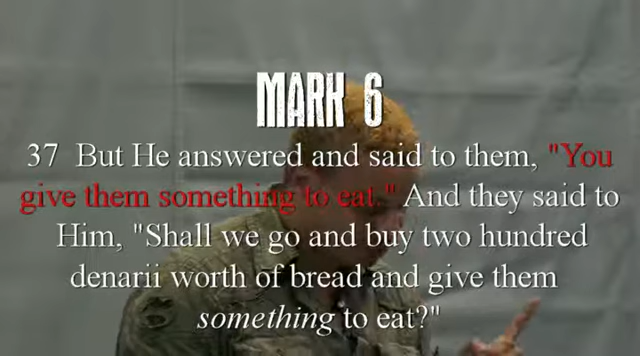 MARK 6
37 But He answered and said to them, "You
give them something to eat." And they said to
Him, "Shall we go and buy two hundred
denarii worth of bread and give them
something to eat?"